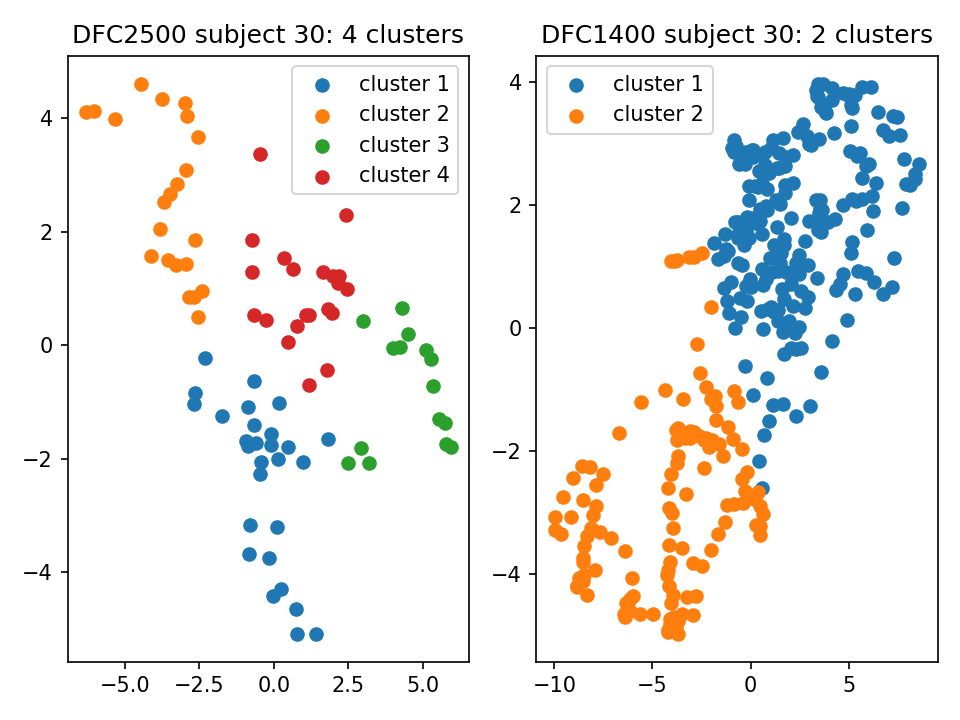 DFC2500 subject 30: 4 clusters
cluster 1
cluster 2
cluster 3
cluster 4
4
2
0
−2
−4
−5.0 −2.5 0.0 2.5 5.0
DFC1400 subject 30: 2 clusters
cluster 1
cluster 2
4
2
0
−2
−4
−10 −5 0 5